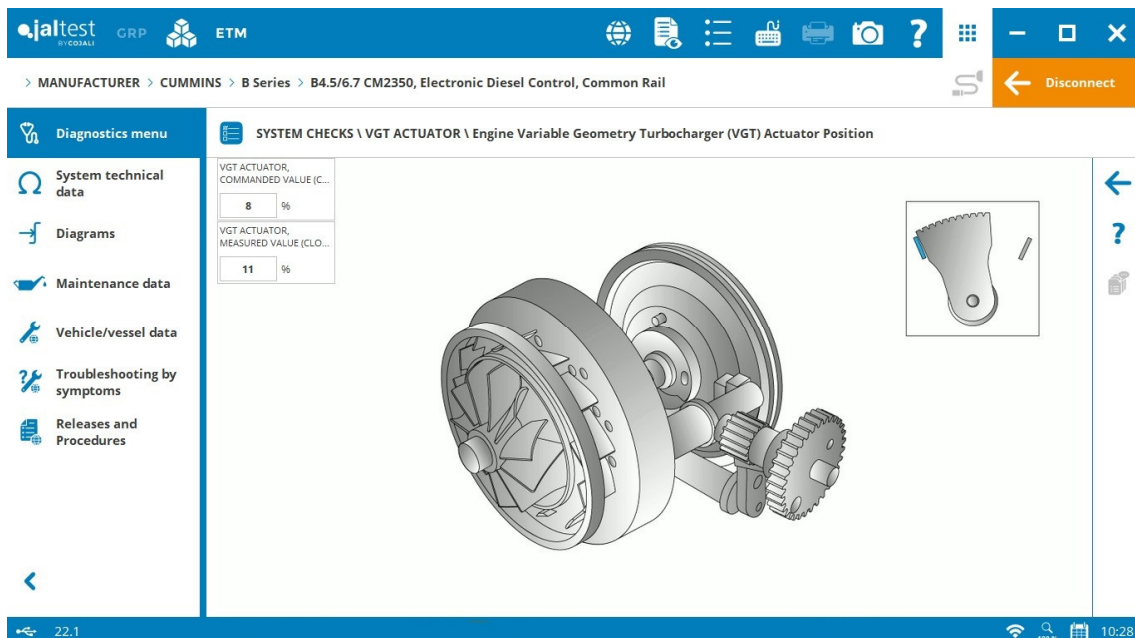 jaltest GRP ETM
BY COJALI
> MANUFACTURER > CUMMINS > B Series > B4.5/6.7 CM2350, Electronic Diesel Control, Common Rail
Disconnect
Diagnostics menu
SYSTEM CHECKS \ VGT ACTUATOR \ Engine Variable Geometry Turbocharger (VGT) Actuator Position
System technical
data
Diagrams
Maintenance data
Vehicle/vessel data
Troubleshooting by
symptoms
Releases and
Procedures
VGT ACTUATOR,
COMMANDED VALUE (C...
8 %
VGT ACTUATOR,
MEASURED VALUE (CLO...
11 %
?
22.1
10:28